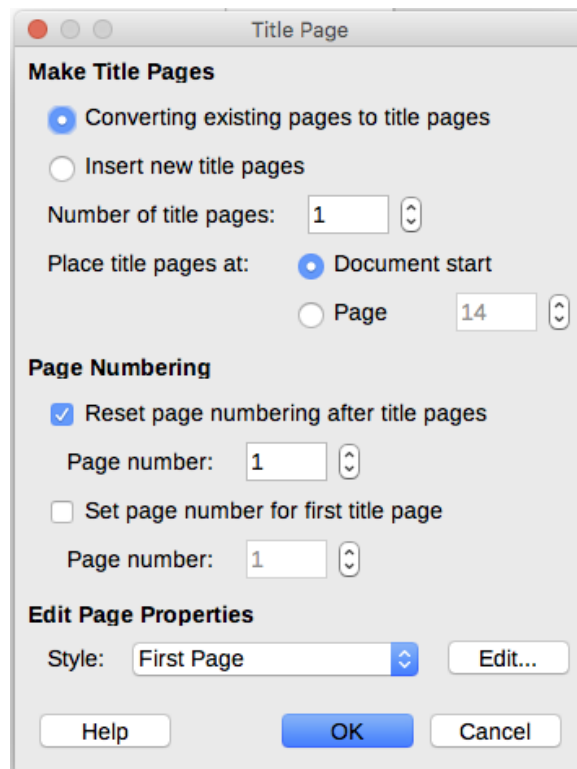 Title Page
Make Title Pages
Converting existing pages to title pages
Insert new title pages
Number of title pages: 1
Place title pages at: Document start
Page 14
Page Numbering
Reset page numbering after title pages
Page number: 1
Set page number for first title page
Page number: 1
Edit Page Properties
Style: First Page Edit...
Help OK Cancel